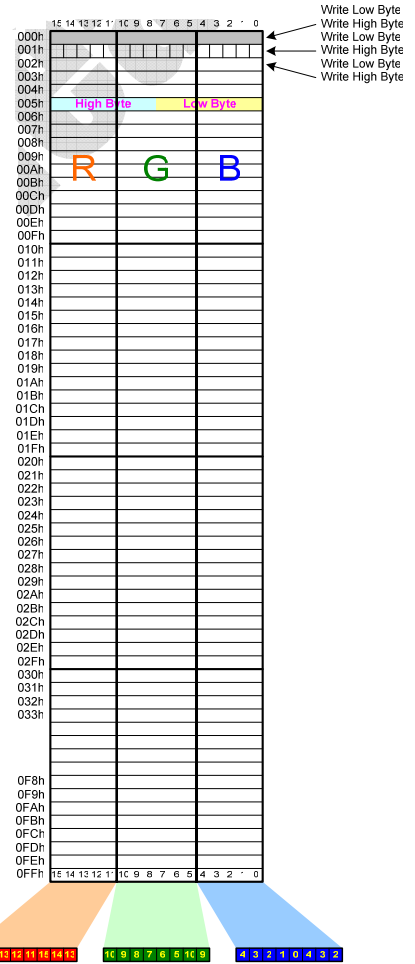 15 14 13 12 11 10 9 8 7 6 5 4 3 2 1 0
Write Low Byte
Write High Byte
Write Low Byte
Write High Byte
Write Low Byte
Write High Byte
000h
001h
002h
003h
004h
005h High Byte Low Byte
006h
007h
008h
009h
00Ah R G B
00Bh
00Ch
00Dh
00Eh
00Fh
010h
011h
012h
013h
014h
015h
016h
017h
018h
019h
01Ah
01Bh
01Ch
01Dh
01Eh
01Fh
020h
021h
022h
023h
024h
025h
026h
027h
028h
029h
02Ah
02Bh
02Ch
02Dh
02Eh
02Fh
030h
031h
032h
033h
0F8h
0F9h
0FAh
0FBh
0FCh
0FDh
0FEh
0FFh 15 14 13 12 11 10 9 8 7 6 5 4 3 2 1 0
13 12 11 15 14 13 10 9 8 7 6 5 10 9 4 3 2 1 0 4 3 2